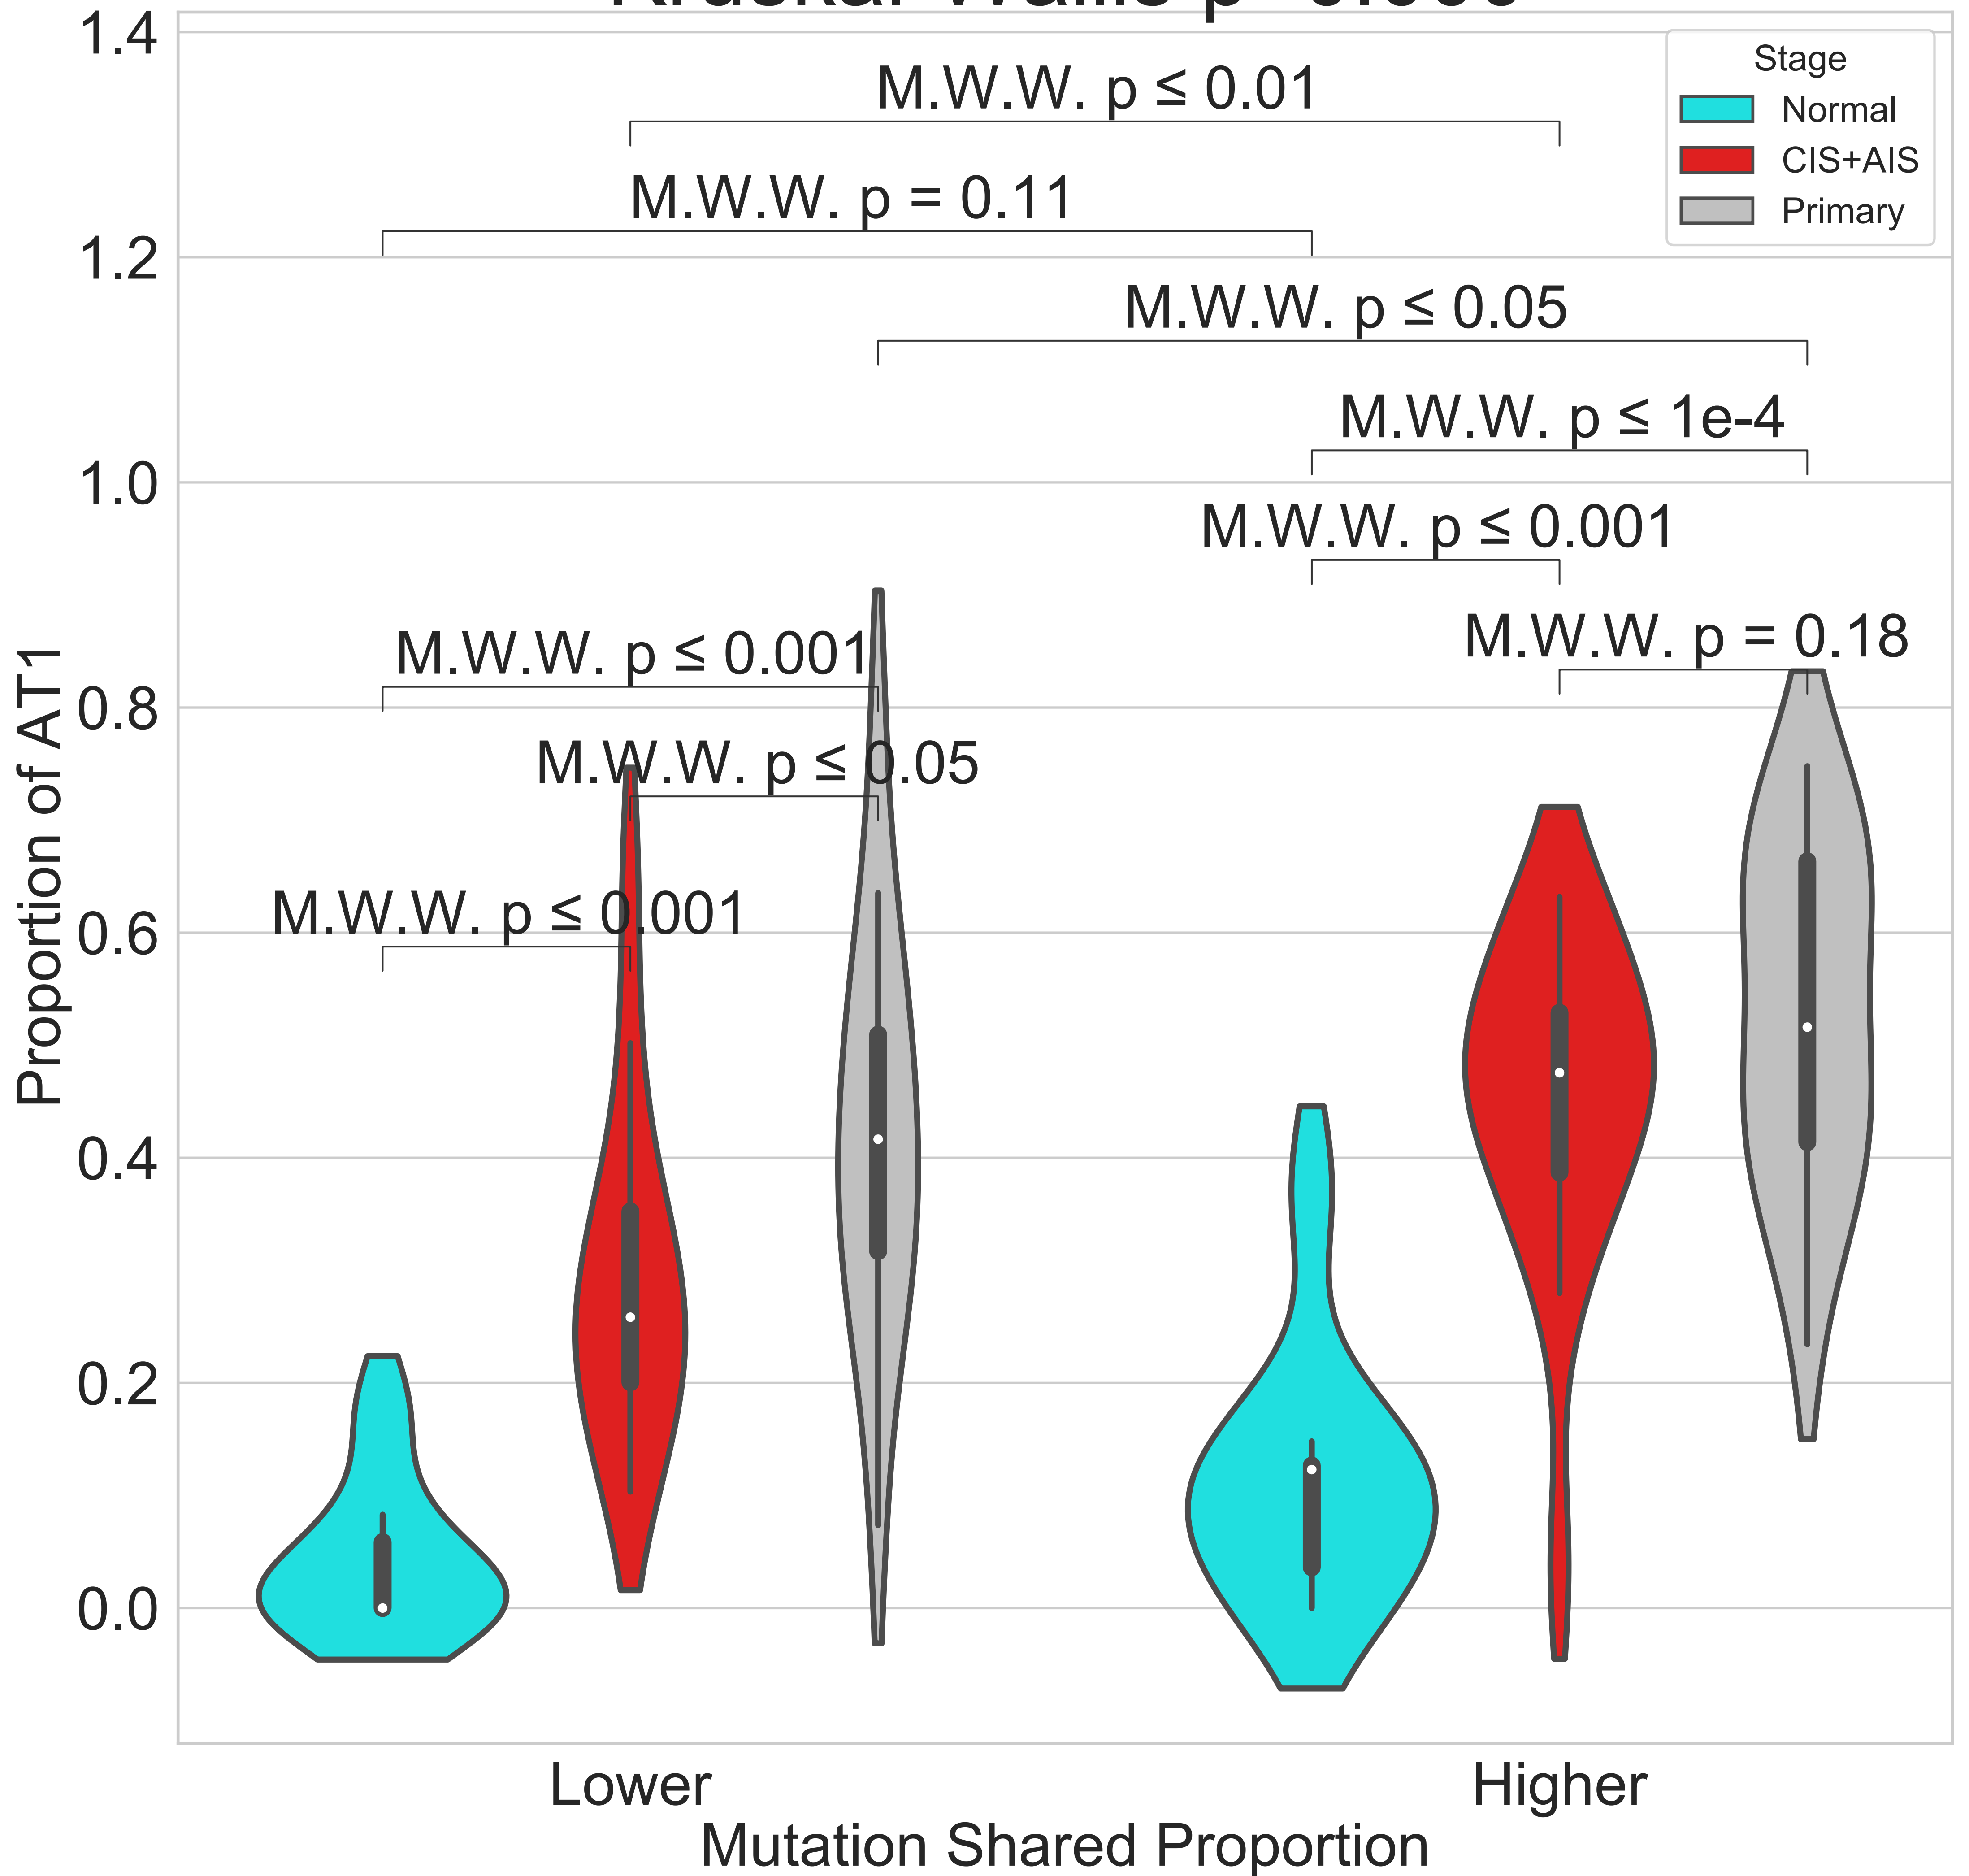 1.4
1.2
1.0
0.8
0.6
0.4
0.2
0.0
Proportion of AT1
M.W.W. p ≤ 0.01
M.W.W. p = 0.11
M.W.W. p ≤ 0.05
M.W.W. p ≤ 1e-4
M.W.W. p ≤ 0.001
M.W.W. p = 0.18
M.W.W. p ≤ 0.001
M.W.W. p ≤ 0.05
M.W.W. p ≤ 0.001
Stage
Normal
CIS+AIS
Primary
Lower
Higher
Mutation Shared Proportion